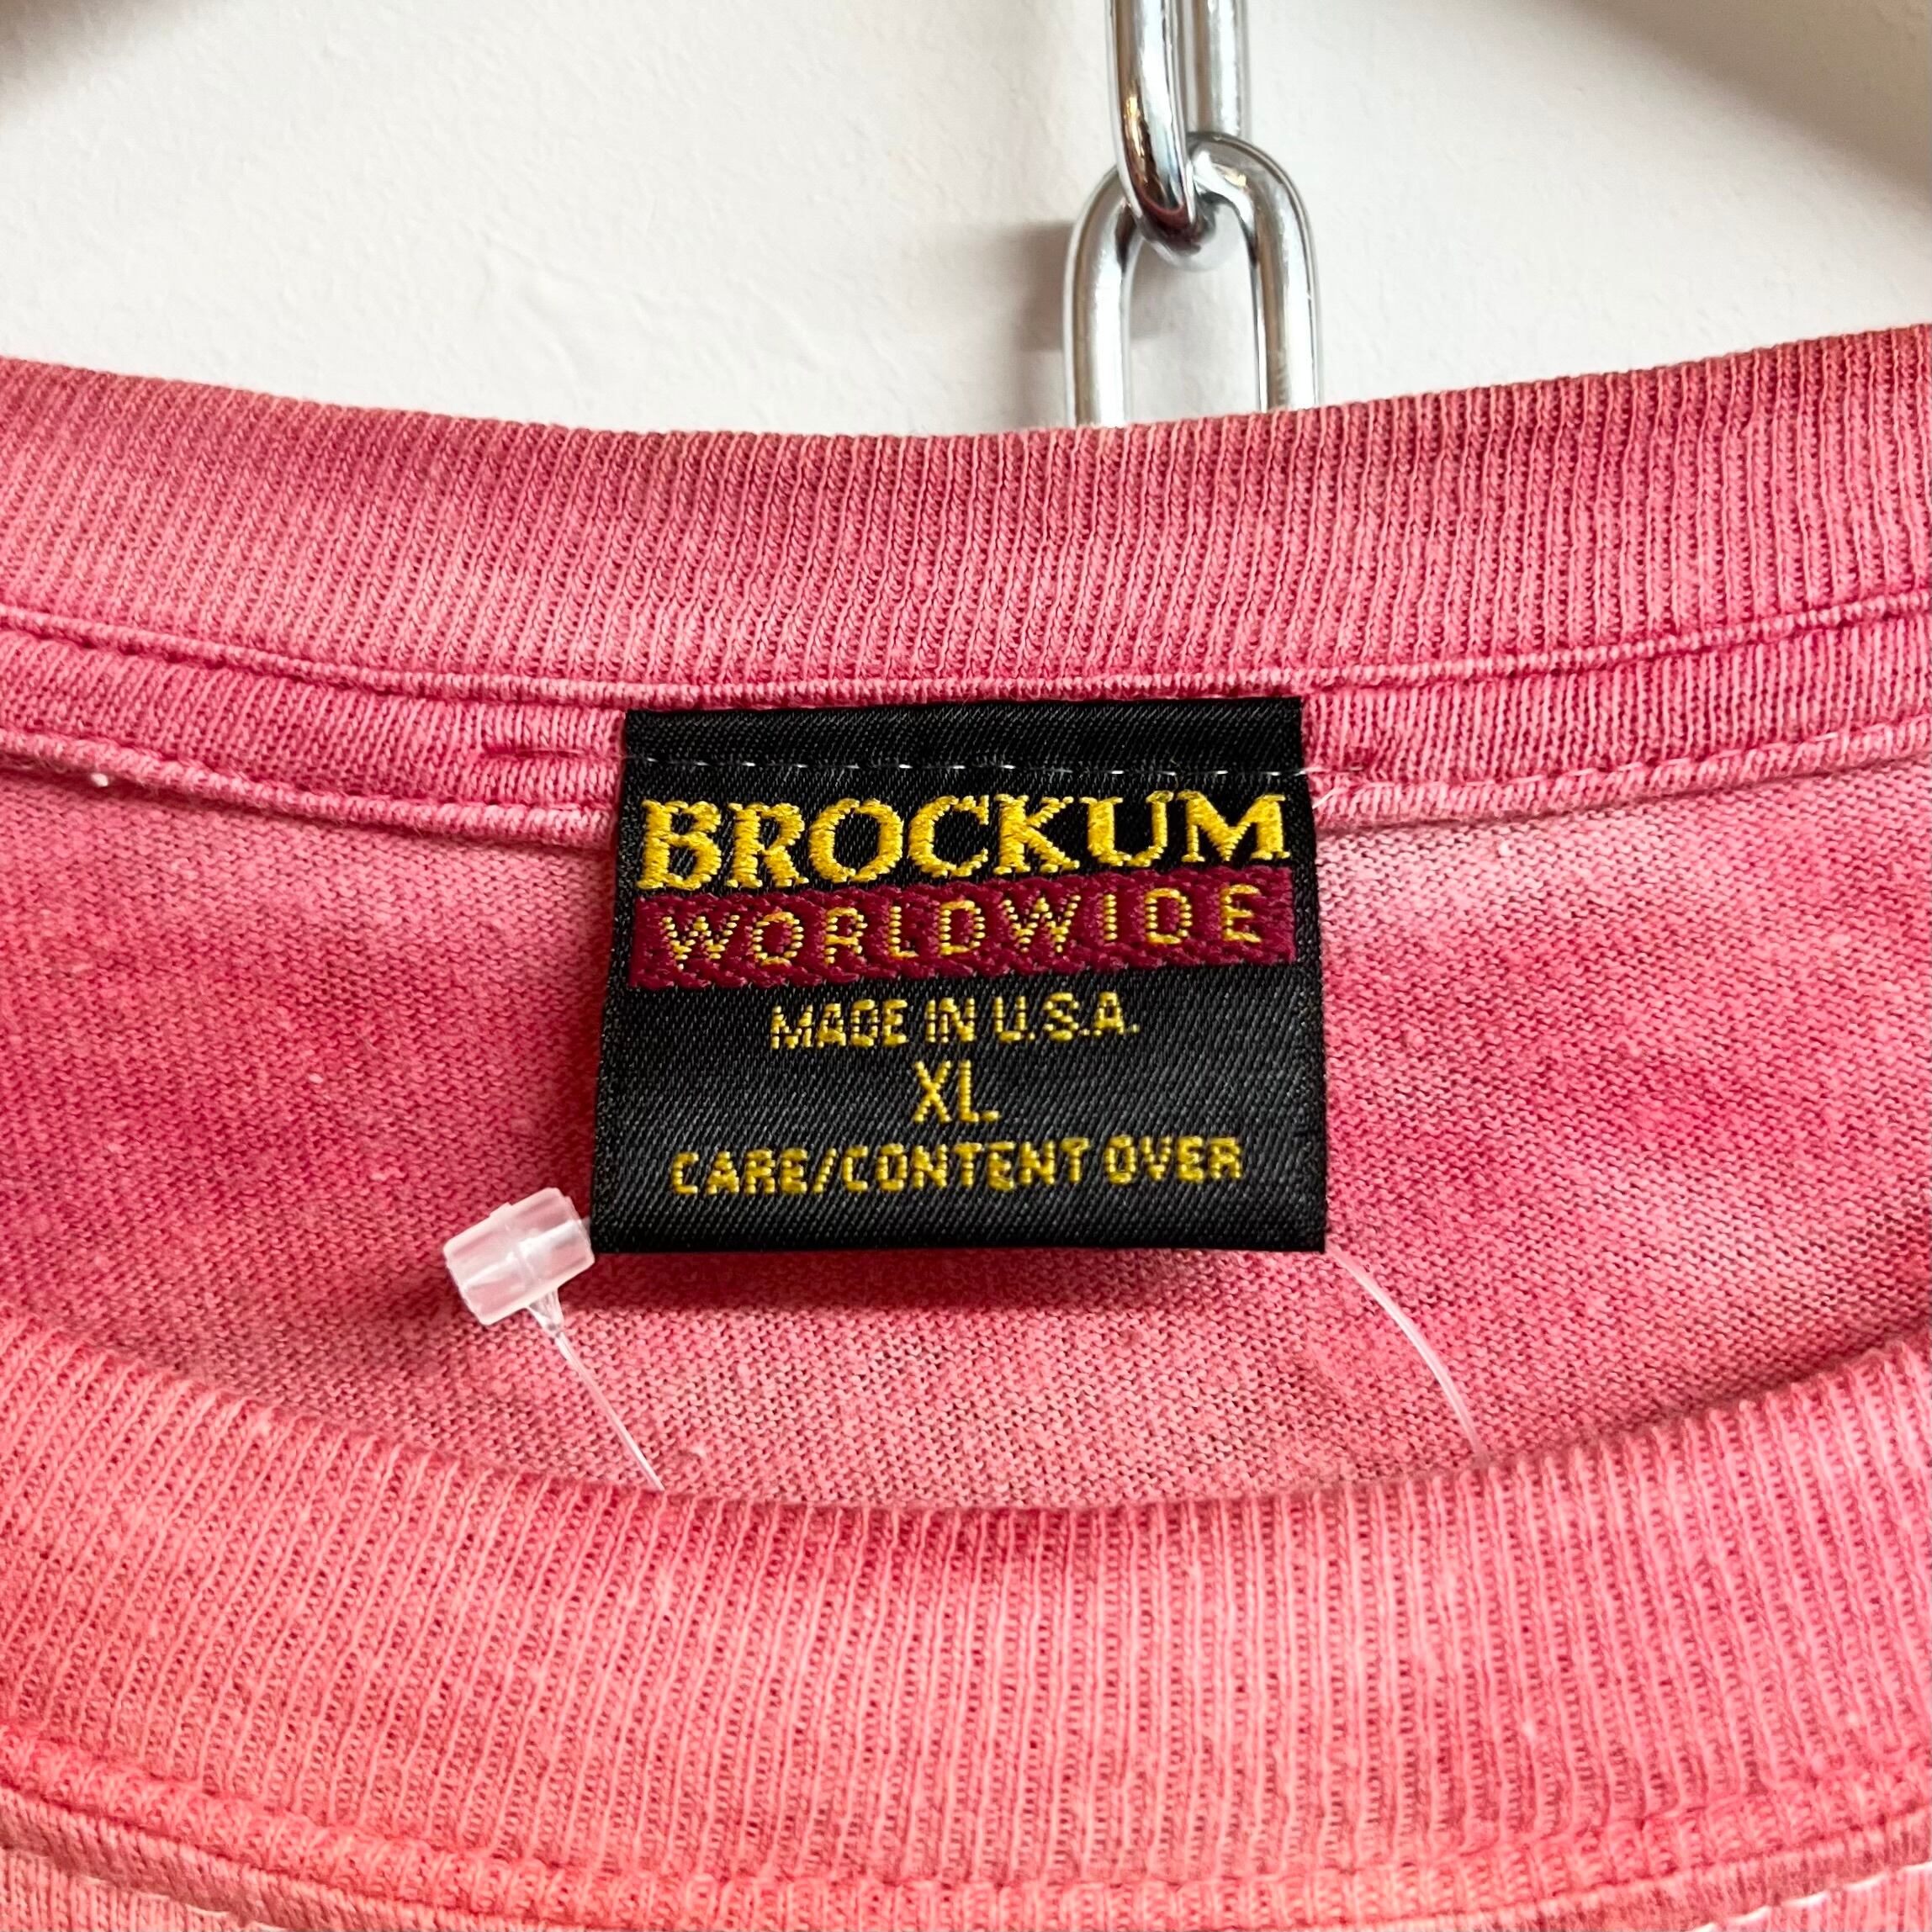 BROCKUM
WORLDWIDE
MADE IN U.S.A.
XL
CARE/CONTENT OVER